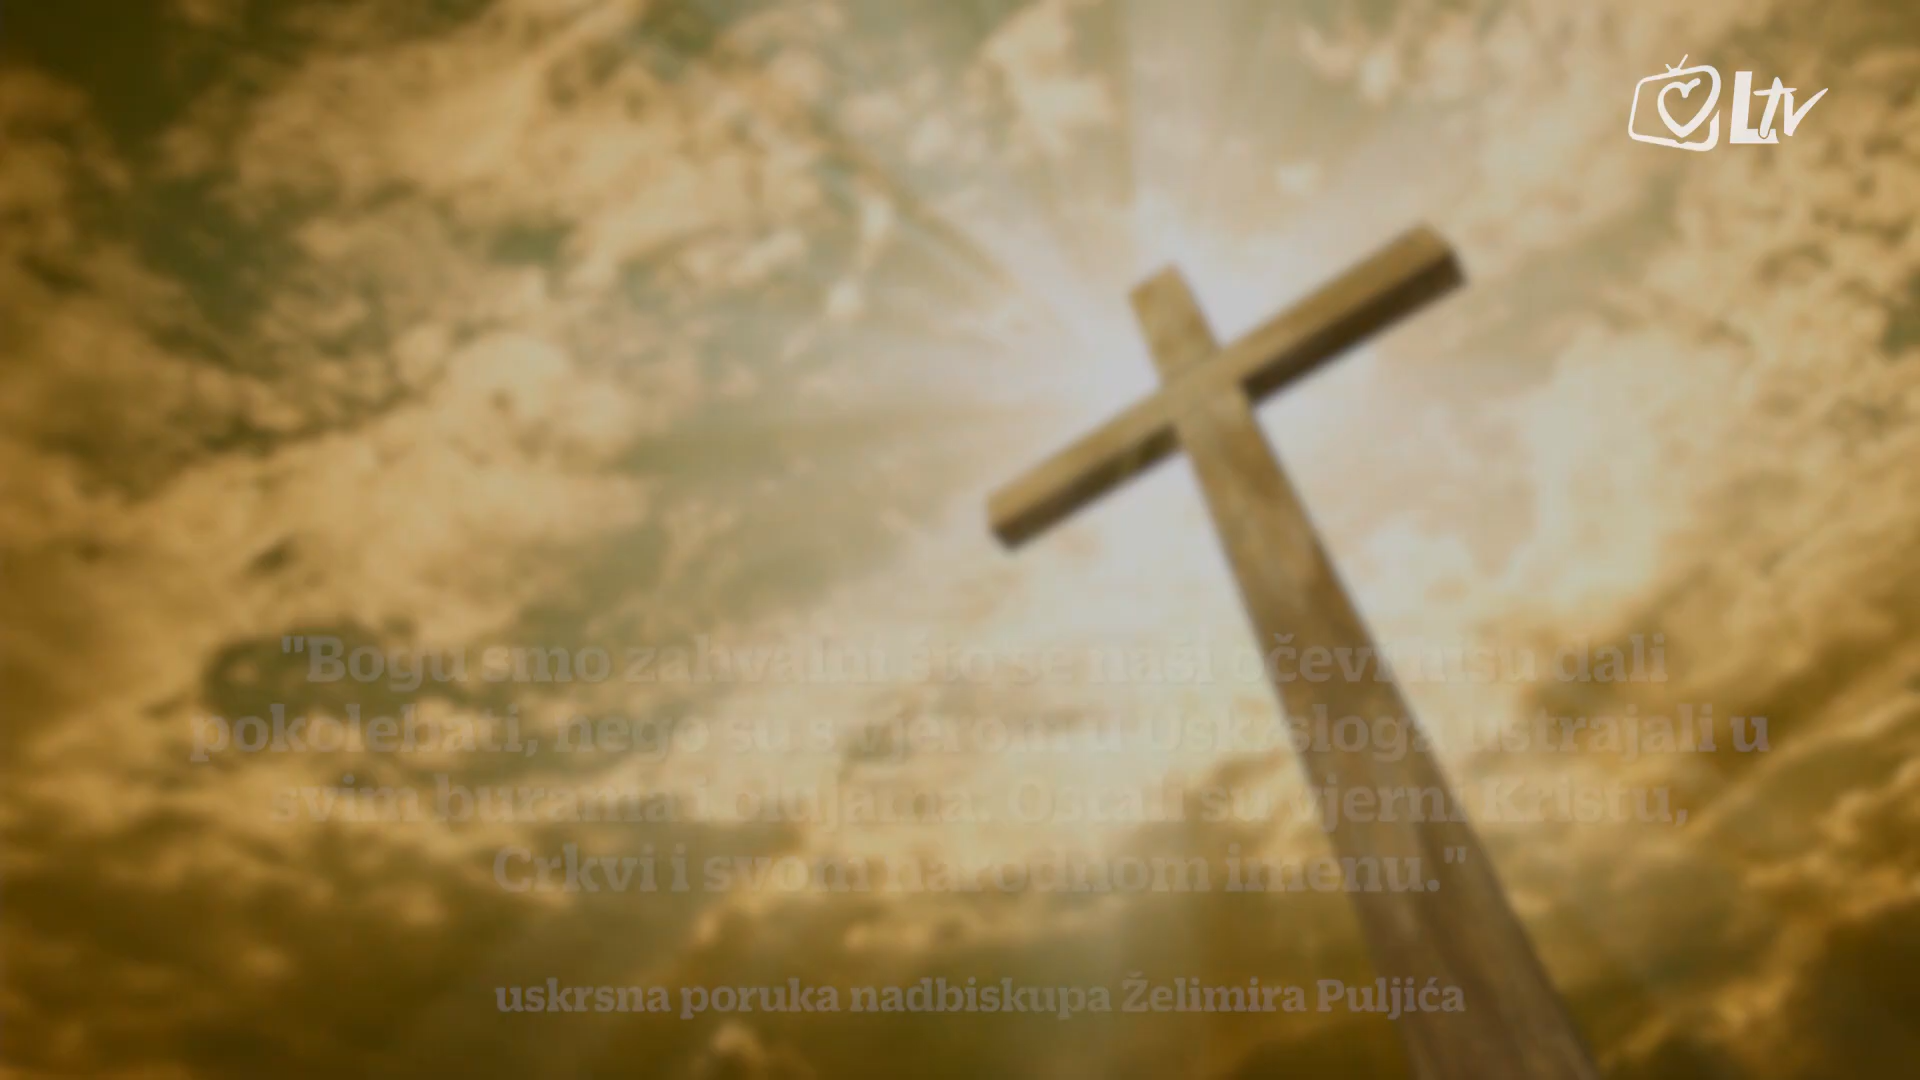 LTV
"Bogu smo zahvalni što se naši očevi nisu dali
pokolebati, nego su s vjerom u Uskrsloga ustrajali u
svim burama i olujama. Ostali su vjerni Kristu,
Crkvi i svom narodnom imenu."
uskrsna poruka nadbiskupa Želimira Puljića